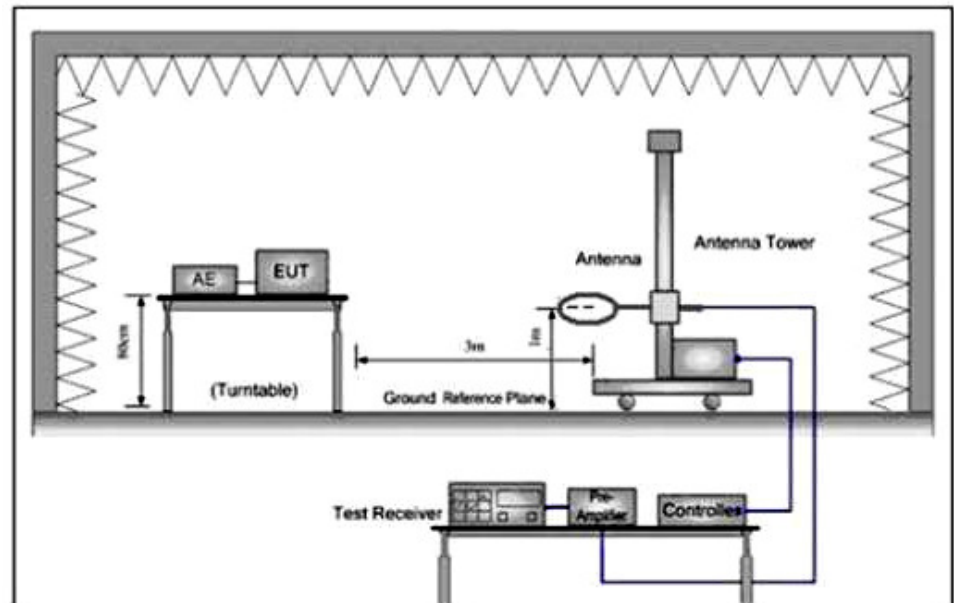 Antenna Tower
Antenna
AE
EUT
80cm
3m
1m
(Turntable)
Ground Reference Plane
Test Receiver
Pre-
Amplifier
Controller